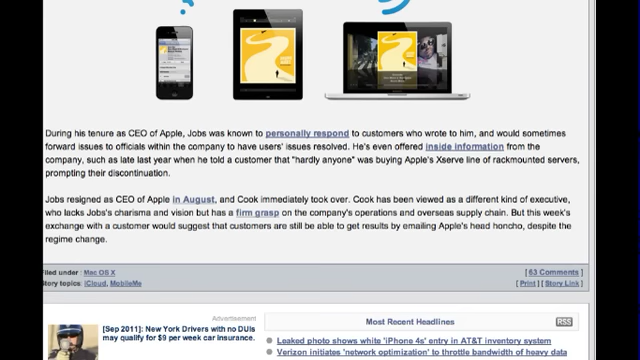 During his tenure as CEO of Apple, Jobs was known to personally respond to customers who wrote to him, and would sometimes
forward issues to officials within the company to have users' issues resolved. He's even offered inside information from the
company, such as late last year when he told a customer that "hardly anyone" was buying Apple's Xserve line of rackmounted servers,
prompting their discontinuation.
Jobs resigned as CEO of Apple in August, and Cook immediately took over. Cook has been viewed as a different kind of executive,
who lacks Jobs's charisma and vision but has a firm grasp on the company's operations and overseas supply chain. But this week's
exchange with a customer would suggest that customers are still be able to get results by emailing Apple's head honcho, despite the
regime change.
Filed under : Mac OS X
[ 63 Comments ]
Story topics: iCloud, MobileMe
[ Print ] [ Story Link ]
Advertisement
[Sep 2011]: New York Drivers with no DUIs
may qualify for $9 per week car insurance.
Most Recent Headlines
RSS
Leaked photo shows white 'iPhone 4s' entry in AT&T inventory system
Verizon initiates 'network optimization' to throttle bandwidth of heavy data